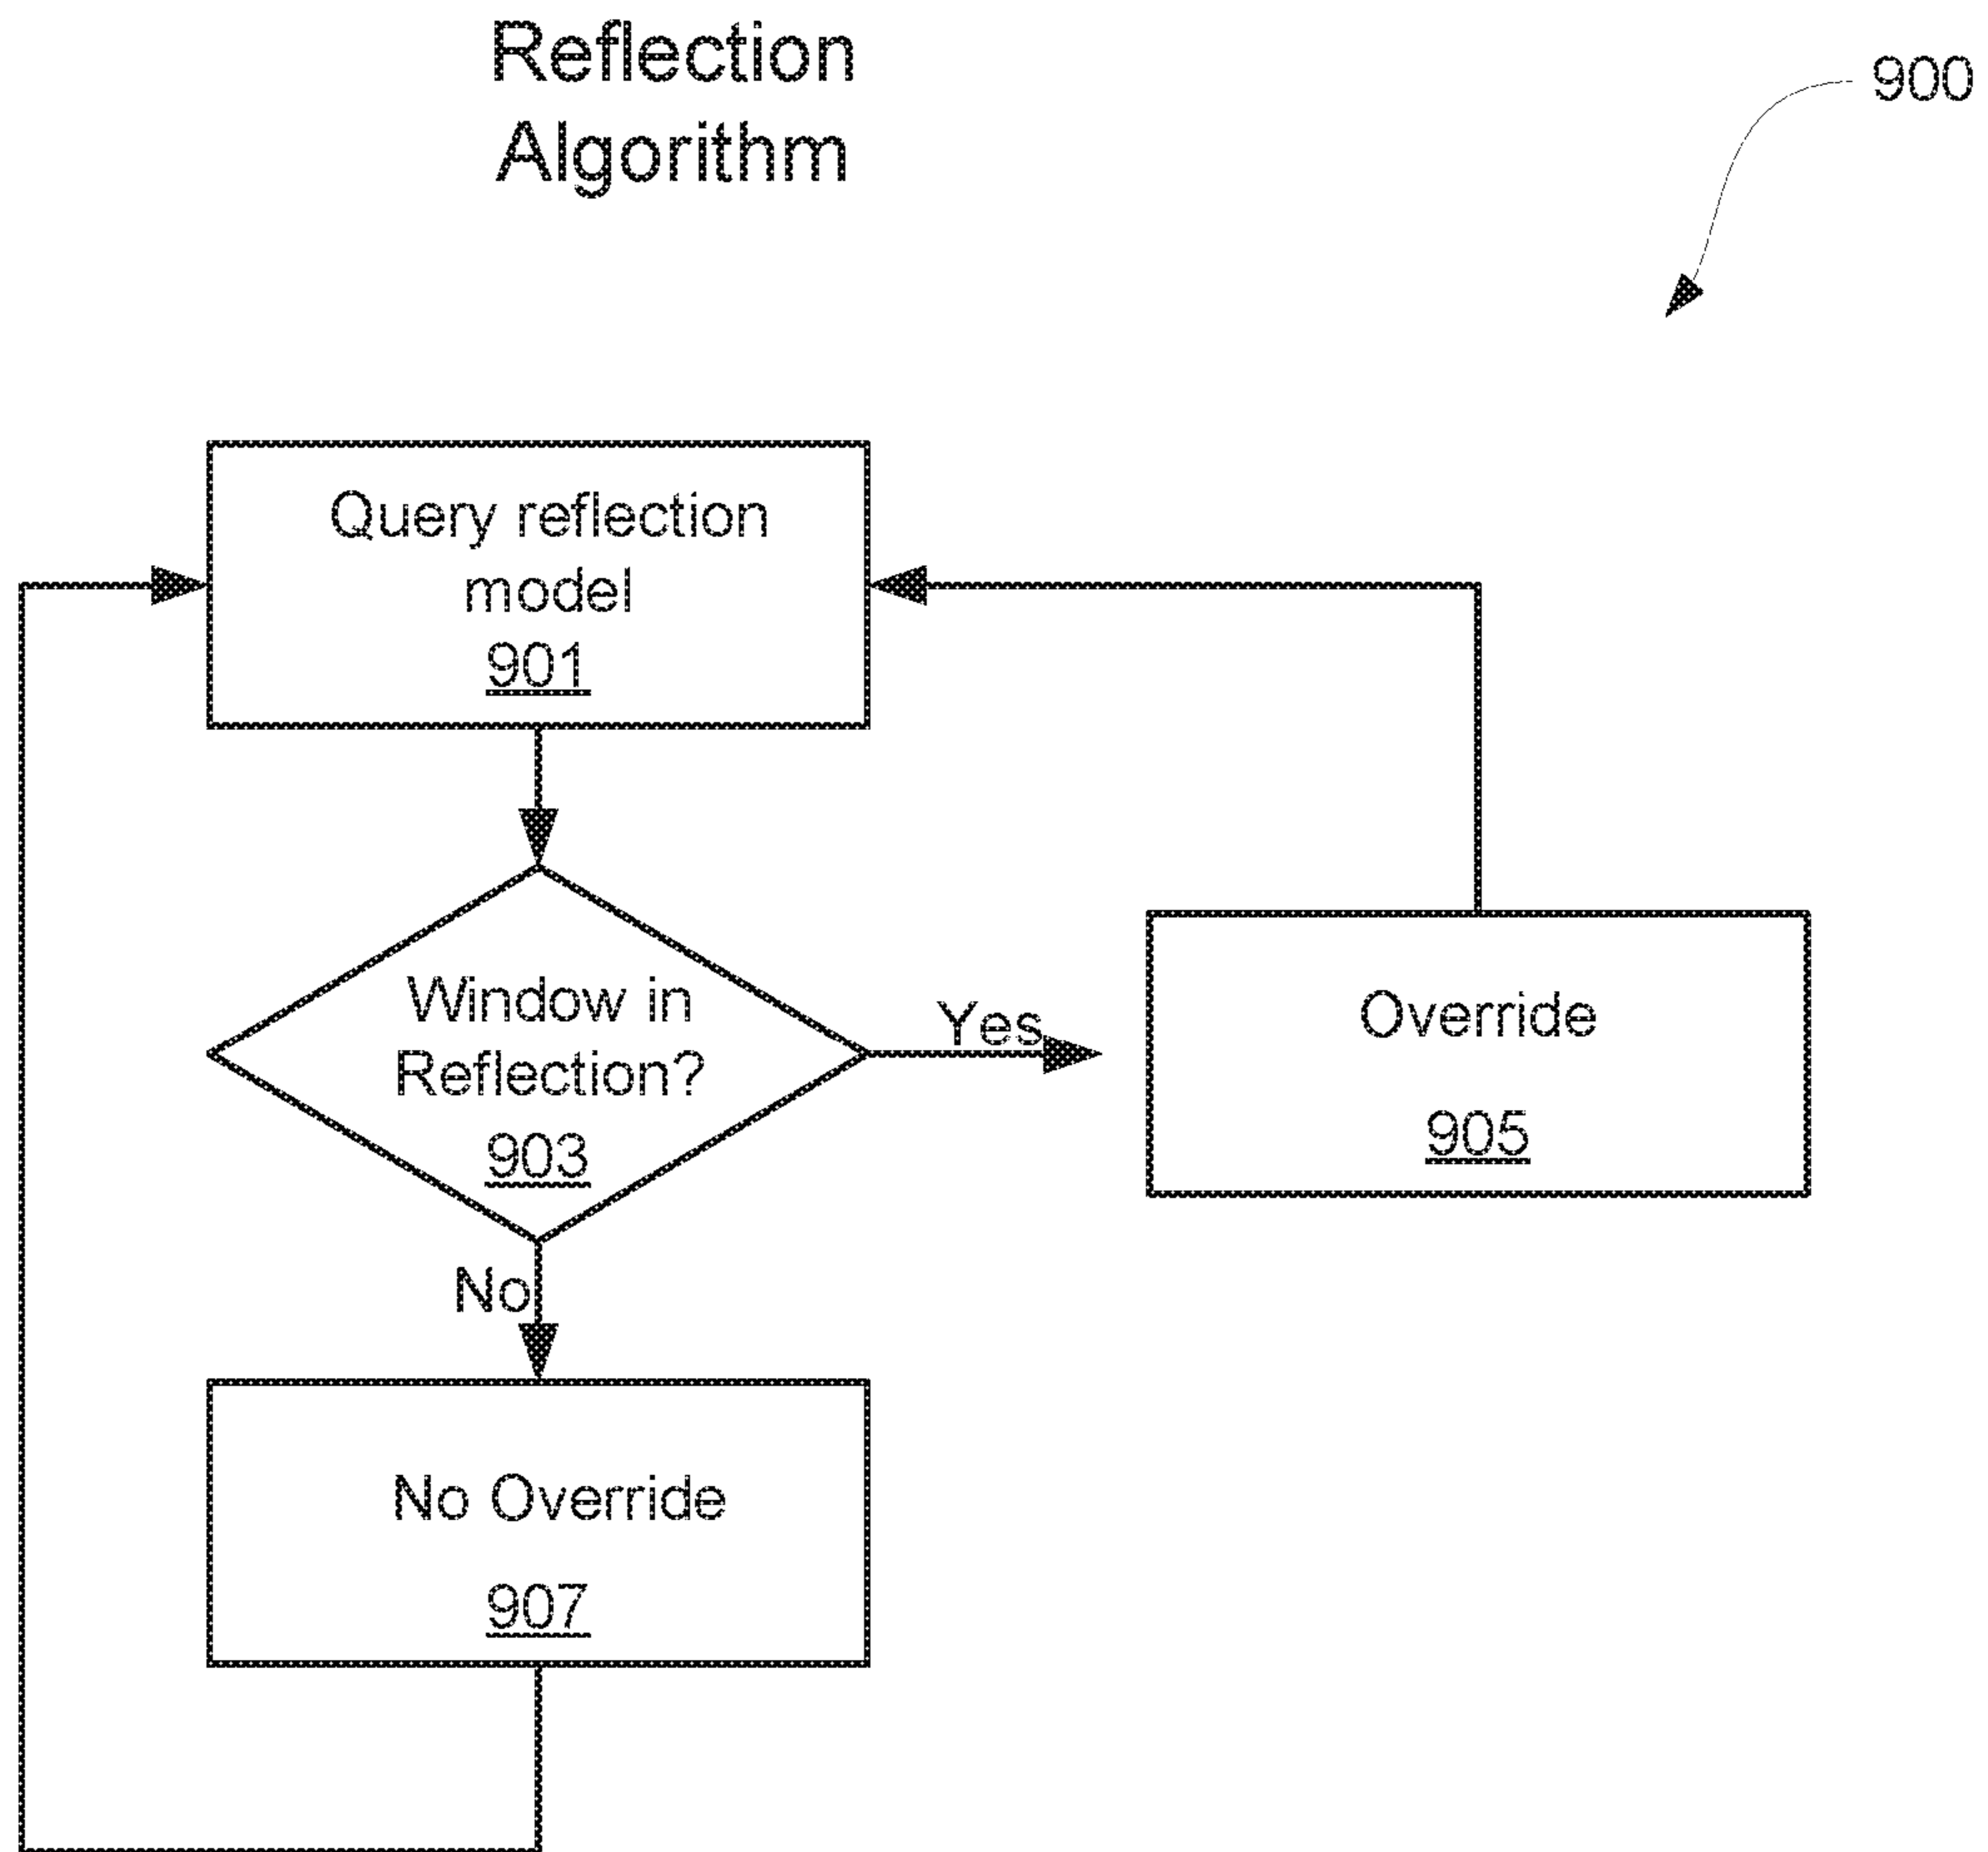 Reflection
Algorithm
900
Query reflection
model
901
Window in
Reflection?
903
Yes
Override
905
No
No Override
907